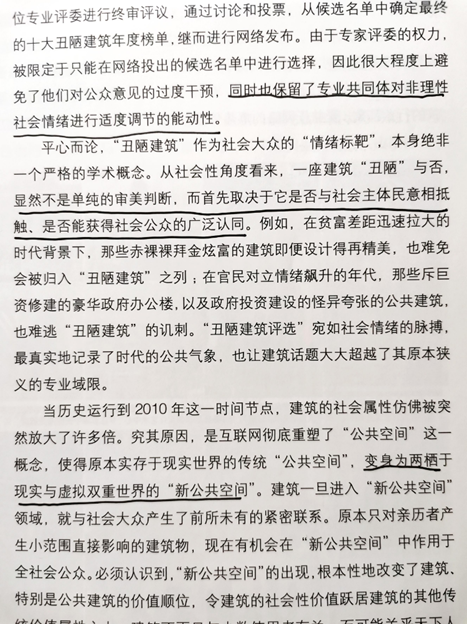 位专业评委进行终审评议，通过讨论和投票，从候选名单中确定最终
的十大丑陋建筑年度榜单，继而进行网络发布。由于专家评委的权力，
被限定于只能在网络投出的候选名单中进行选择，因此很大程度上避
免了他们对公众意见的过度干预，同时也保留了专业共同体对非理性
社会情绪进行适度调节的能动性。
平心而论，“丑陋建筑”作为社会大众的“情绪标靶”，本身绝非
一个严格的学术概念。从社会性角度看来，一座建筑“丑陋”与否，
显然不是单纯的审美判断，而首先取决于它是否与社会主体民意相抵
触、是否能获得社会公众的广泛认同。例如，在贫富差距迅速拉大的
时代背景下，那些赤裸裸拜金炫富的建筑即便设计得再精美，也难免
会被归入“丑陋建筑”之列；在官民对立情绪飙升的年代，那些斥巨
资修建的豪华政府办公楼，以及政府投资建设的怪异夸张的公共建筑，
也难逃“丑陋建筑”的讥刺。“丑陋建筑评选”宛如社会情绪的脉搏，
最真实地记录了时代的公共气象，也让建筑话题大大超越了其原本狭
义的专业域限。
当历史运行到 2010 年这一时间节点，建筑的社会属性仿佛被突
然放大了许多倍。究其原因，是互联网彻底重塑了“公共空间”这一
概念，使得原本实存于现实世界的传统“公共空间”，变身为两栖于
现实与虚拟双重世界的“新公共空间”。建筑一旦进入“新公共空间”
领域，就与社会大众产生了前所未有的紧密联系。原本只对亲历者产
生小范围直接影响的建筑物，现在有机会在“新公共空间”中作用于
全社会公众。必须认识到，“新公共空间”的出现，根本性地改变了建筑、
特别是公共建筑的价值顺位，令建筑的社会性价值跃居建筑的其他传